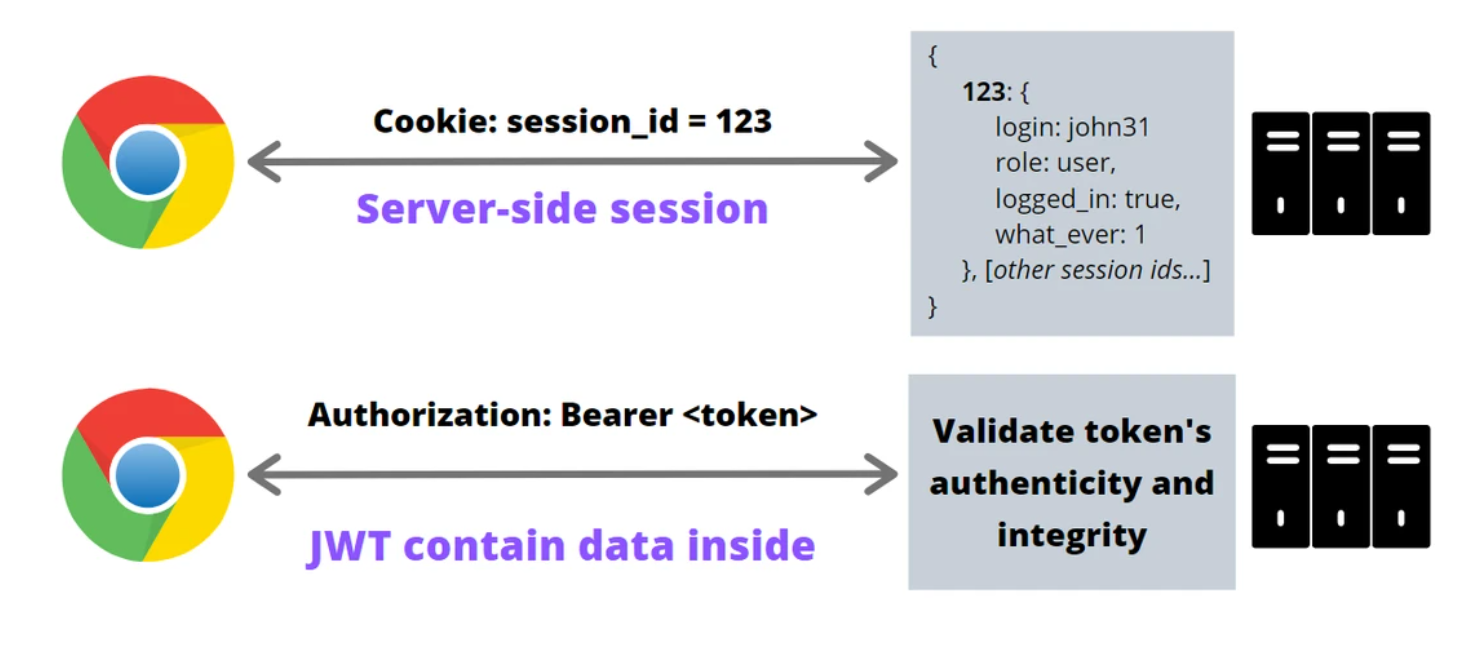 Cookie: session_id = 123
Server-side session
{
123: {
login: john31
role: user,
logged_in: true,
what_ever: 1
}, [other session ids...]
}
Authorization: Bearer <token>
JWT contain data inside
Validate token's
authenticity and
integrity